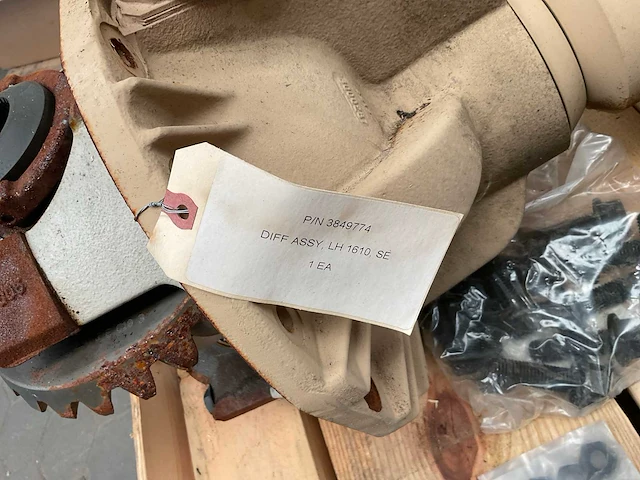 P/N 3849774
DIFF ASSY, LH 1610, SE
1 EA